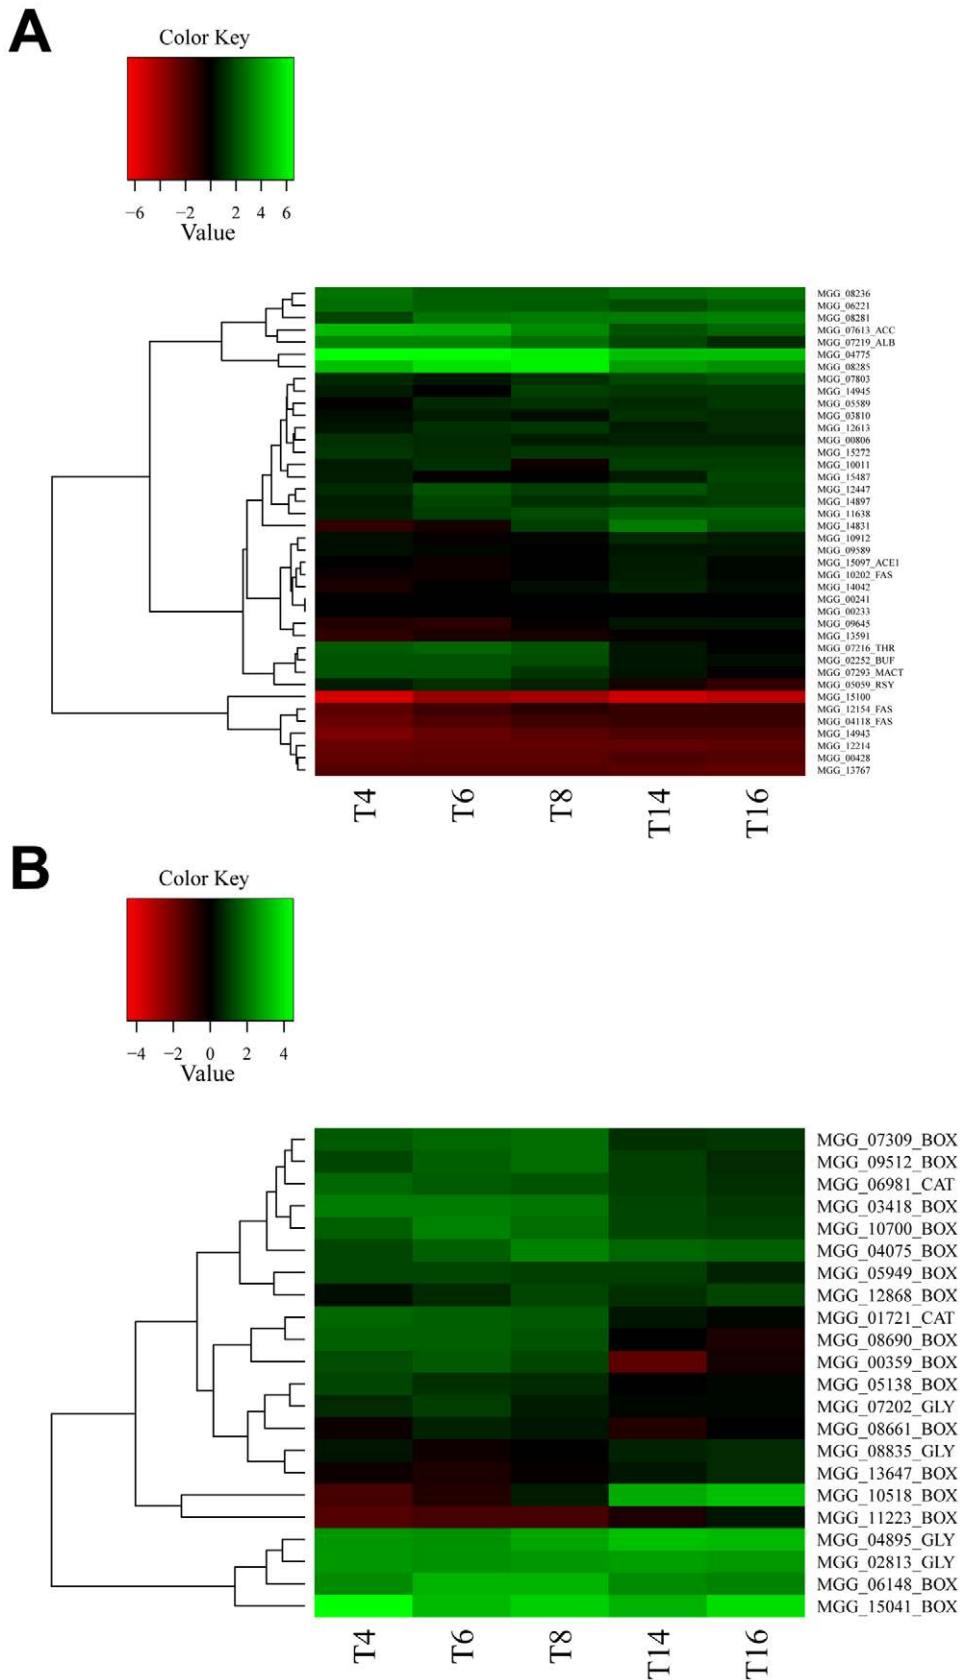 A
Color Key
−6 −2 2 4 6
Value
MGG_08236
MGG_06221
MGG_08281
MGG_07613_ACC
MGG_07219_ALB
MGG_04775
MGG_08285
MGG_07803
MGG_14945
MGG_05589
MGG_03810
MGG_12613
MGG_00806
MGG_15272
MGG_10011
MGG_15487
MGG_12447
MGG_14897
MGG_11638
MGG_14831
MGG_10912
MGG_09589
MGG_15097_ACE1
MGG_10202_FAS
MGG_14042
MGG_00241
MGG_00233
MGG_09645
MGG_13591
MGG_07216_THR
MGG_02252_BUF
MGG_07293_MACT
MGG_05059_RSY
MGG_15100
MGG_12154_FAS
MGG_04118_FAS
MGG_14943
MGG_12214
MGG_00428
MGG_13767
T4 T6 T8 T14 T16
B
Color Key
−4 −2 0 2 4
Value
MGG_07309_BOX
MGG_09512_BOX
MGG_06981_CAT
MGG_03418_BOX
MGG_10700_BOX
MGG_04075_BOX
MGG_05949_BOX
MGG_12868_BOX
MGG_01721_CAT
MGG_08690_BOX
MGG_00359_BOX
MGG_05138_BOX
MGG_07202_GLY
MGG_08661_BOX
MGG_08835_GLY
MGG_13647_BOX
MGG_10518_BOX
MGG_11223_BOX
MGG_04895_GLY
MGG_02813_GLY
MGG_06148_BOX
MGG_15041_BOX
T4 T6 T8 T14 T16